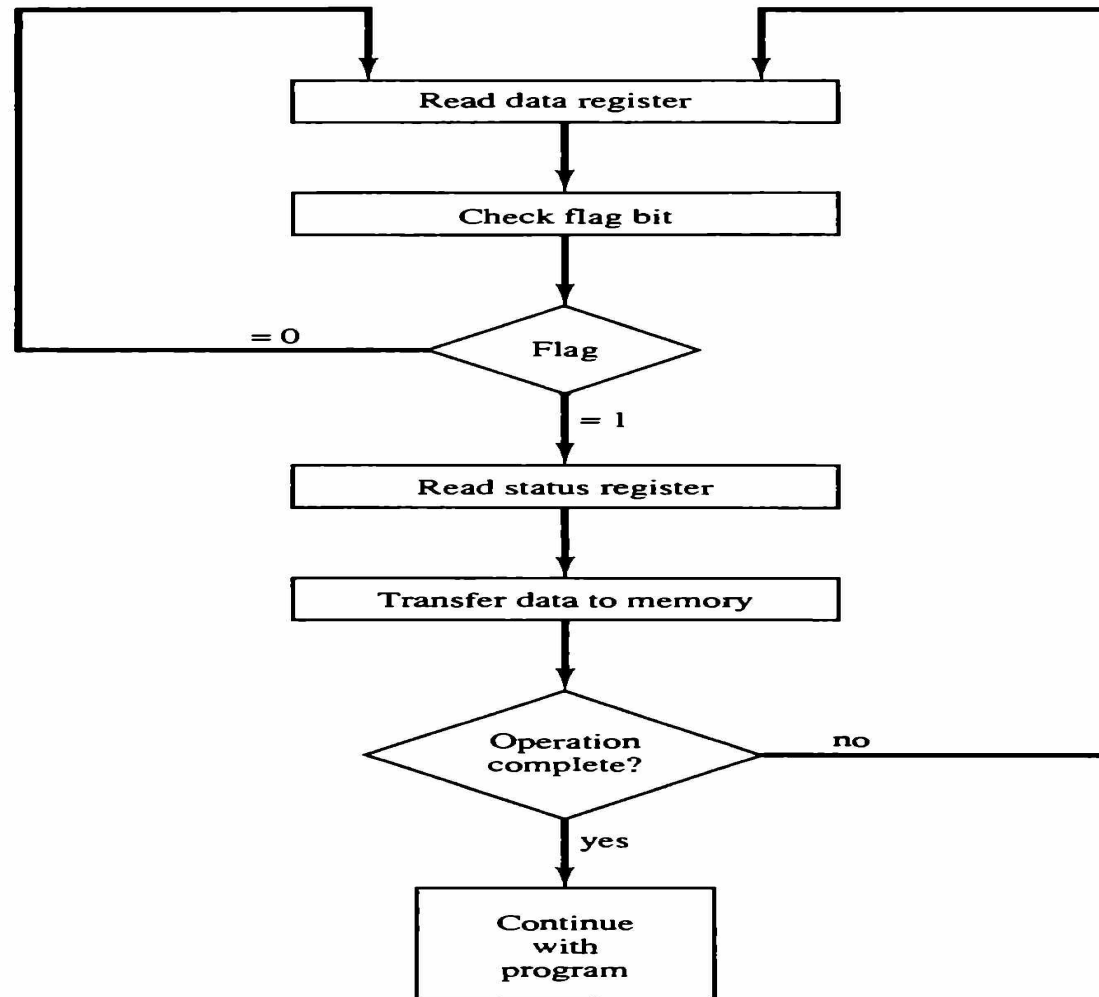 Read data register
Check flag bit
= 0
Flag
= 1
Read status register
Transfer data to memory
Operation
complete?
no
yes
Continue
with
program